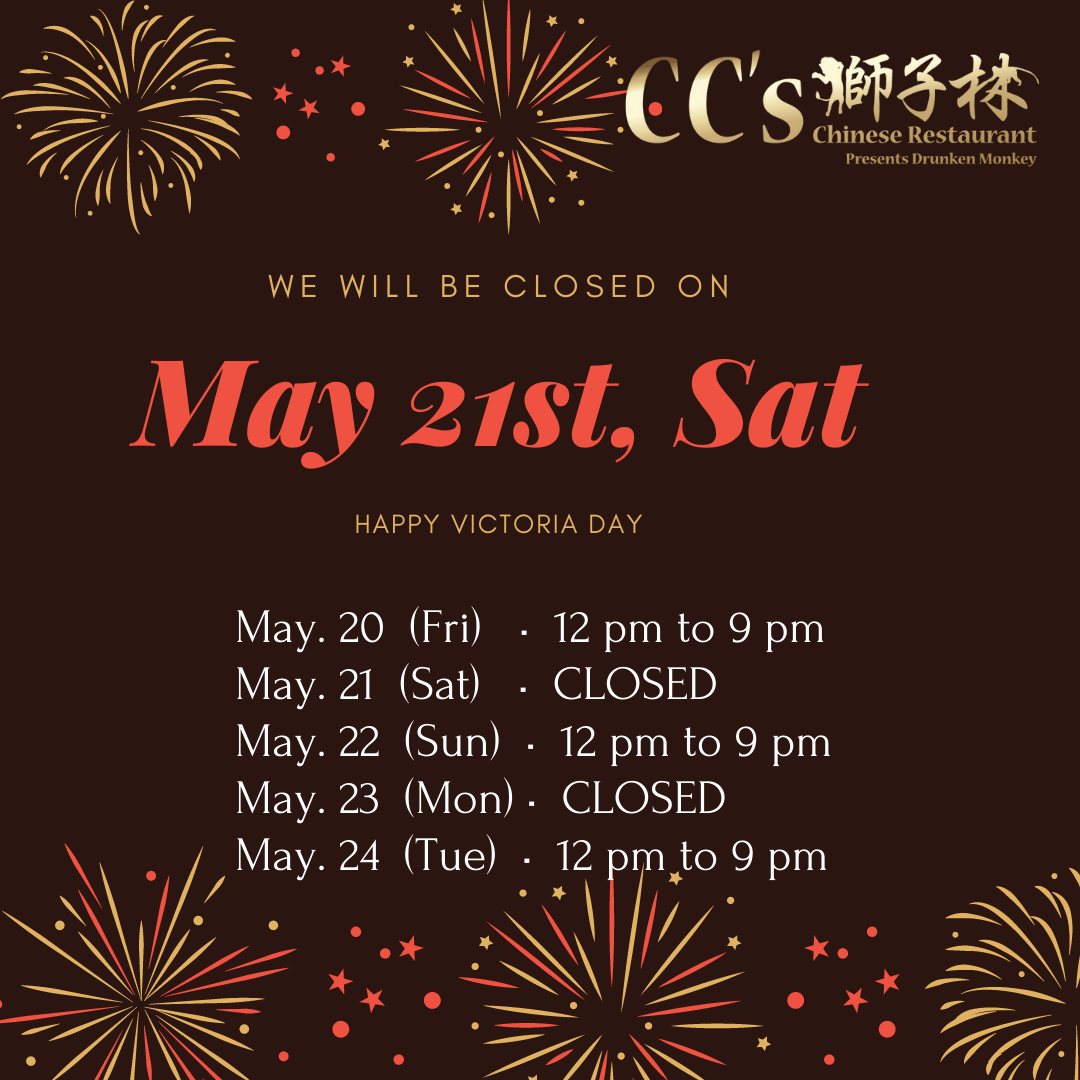 CC's 獅子林
Chinese Restaurant
Presents Drunken Monkey
WE WILL BE CLOSED ON
May 21st, Sat
HAPPY VICTORIA DAY
May. 20 (Fri) · 12 pm to 9 pm
May. 21 (Sat) · CLOSED
May. 22 (Sun) · 12 pm to 9 pm
May. 23 (Mon) · CLOSED
May. 24 (Tue) · 12 pm to 9 pm